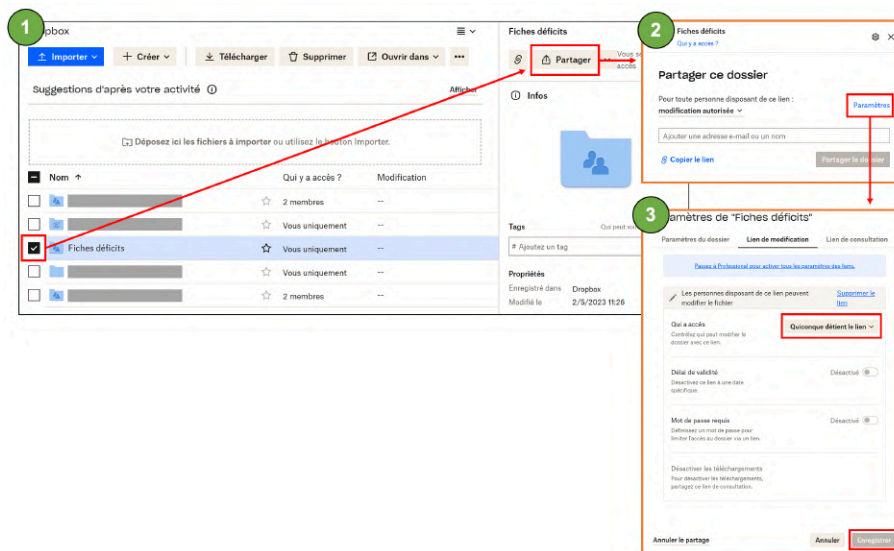 1
pbox
Importer
+ Créer
Télécharger
Supprimer
Ouvrir dans
•••
Suggestions d'après votre activité
Afficher
Déposez ici les fichiers à importer ou utilisez le bouton Importer.
Nom ↑
Qui y a accès ?
Modification
2 membres
--
Vous uniquement
--
Fiches déficits
Vous uniquement
--
Vous uniquement
--
2 membres
--
Fiches déficits
Partager
Vous
accès
Infos
Tags
# Ajoutez un tag
Propriétés
Enregistré dans
Dropbox
Modifié le
2/5/2023 11:26
2
Fiches déficits
Qui y a accès ?
Partager ce dossier
Pour toute personne disposant de ce lien :
modification autorisée
Paramètres
Ajouter une adresse e-mail ou un nom
Copier le lien
Partager le dossier
3
amètres de "Fiches déficits"
Paramètres du dossier
Lien de modification
Lien de consultation
Passez à Professional pour activer tous les paramètres des liens.
Les personnes disposant de ce lien peuvent
modifier le fichier
Supprimer le
lien
Qui a accès
Contrôlez qui peut modifier le
dossier avec ce lien.
Quiconque détient le lien
Délai de validité
Désactivez ce lien à une date
spécifique.
Désactivé
Mot de passe requis
Définissez un mot de passe pour
limiter l'accès au dossier via un lien.
Désactivé
Désactiver les téléchargements
Pour désactiver les téléchargements,
partagez ce lien de consultation.
Annuler le partage
Annuler
Enregistrer